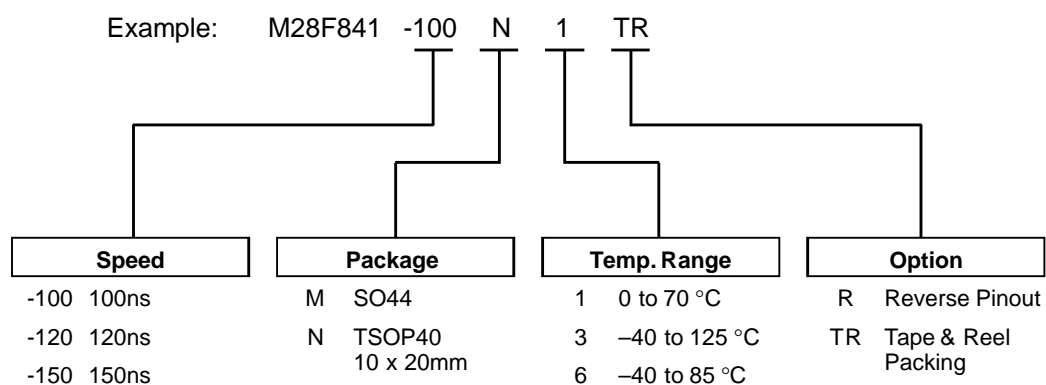 Example: M28F841 -100 N 1 TR
Speed
-100 100ns
-120 120ns
-150 150ns
Package
M SO44
N TSOP40
10 x 20mm
Temp. Range
1 0 to 70 °C
3 –40 to 125 °C
6 –40 to 85 °C
Option
R Reverse Pinout
TR Tape & Reel
Packing